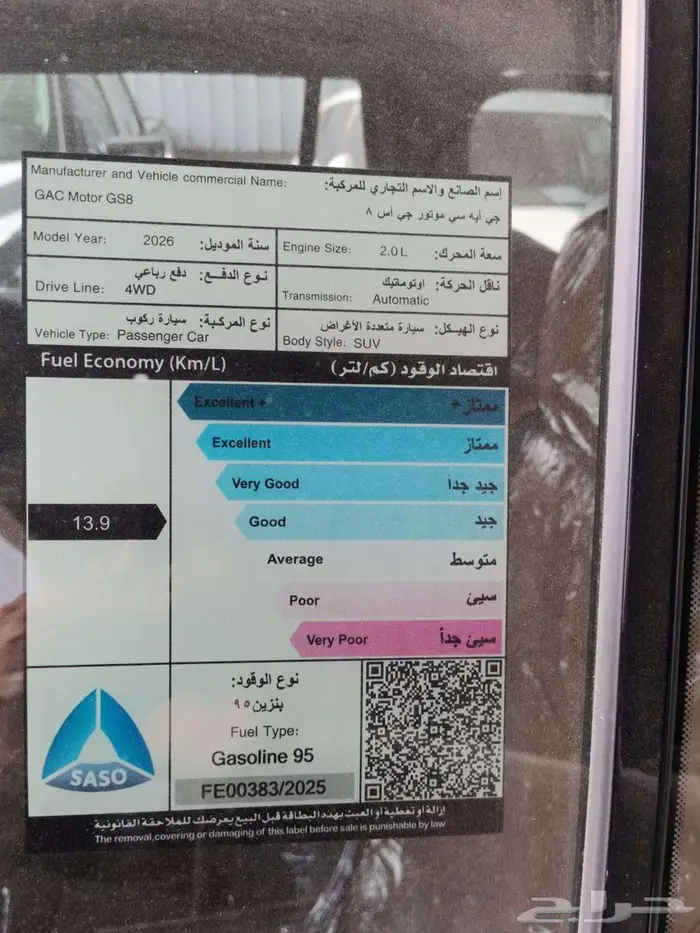 Manufacturer and Vehicle commercial Name:
إسم الصانع والاسم التجاري للمركبة:
GAC Motor GS8
جي أيه سي موتور جي أس ٨
Model Year: 2026 سنة الموديل:
Engine Size: 2.0 L سعة المحرك:
نوع الدفع: دفع رباعي
Drive Line: 4WD
ناقل الحركة: اوتوماتيك
Transmission: Automatic
نوع المركبة: سيارة ركوب
Vehicle Type: Passenger Car
نوع الهيكل: سيارة متعددة الأغراض
Body Style: SUV
Fuel Economy (Km/L) اقتصاد الوقود (كم/لتر)
Excellent + ممتاز +
Excellent ممتاز
Very Good جيد جداً
13.9
Good جيد
Average متوسط
Poor سيئ
Very Poor سيئ جداً
نوع الوقود:
بنزين ٩٥
Fuel Type:
Gasoline 95
FE00383/2025
SASO
إزالة أو تغطية أو العبث بهذه البطاقة قبل البيع يعرضك للملاحقة القانونية
The removal,covering or damaging of this label before sale is punishable by law
حراج